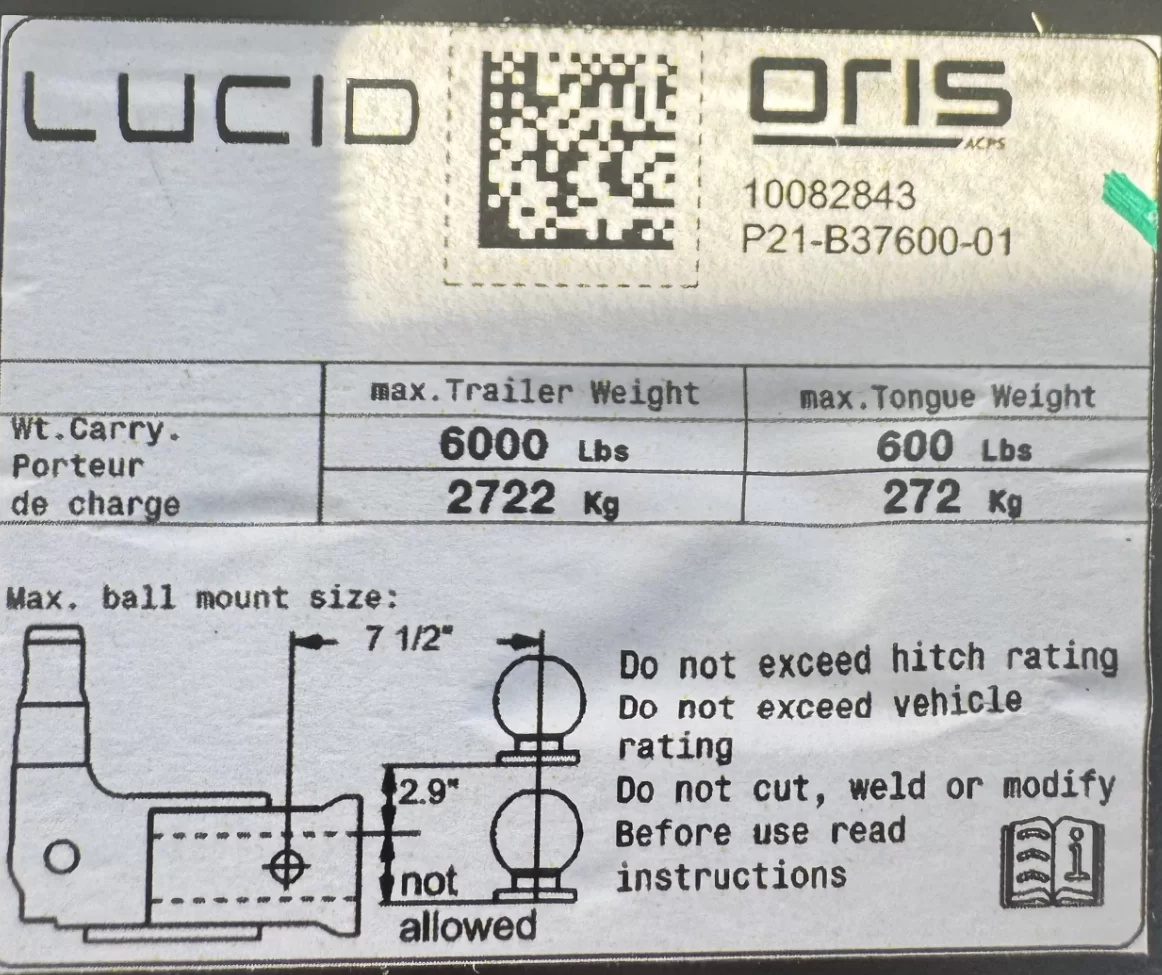 LUCID
ORIS
ACPS
10082843
P21-B37600-01
max.Trailer Weight
max.Tongue Weight
Wt.Carry.
Porteur
de charge
6000 Lbs
600 Lbs
2722 Kg
272 Kg
Max. ball mount size:
7 1/2"
2.9"
not
allowed
Do not exceed hitch rating
Do not exceed vehicle
rating
Do not cut, weld or modify
Before use read
instructions
i